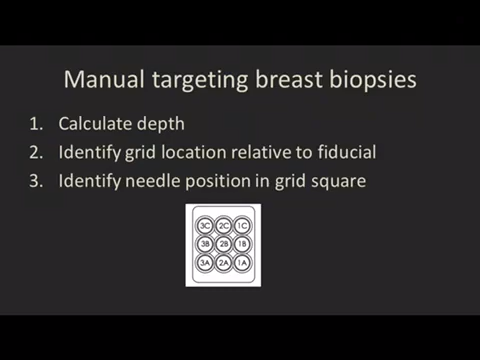 Manual targeting breast biopsies
1. Calculate depth
2. Identify grid location relative to fiducial
3. Identify needle position in grid square
3C 2C 1C
3B 2B 1B
3A 2A 1A